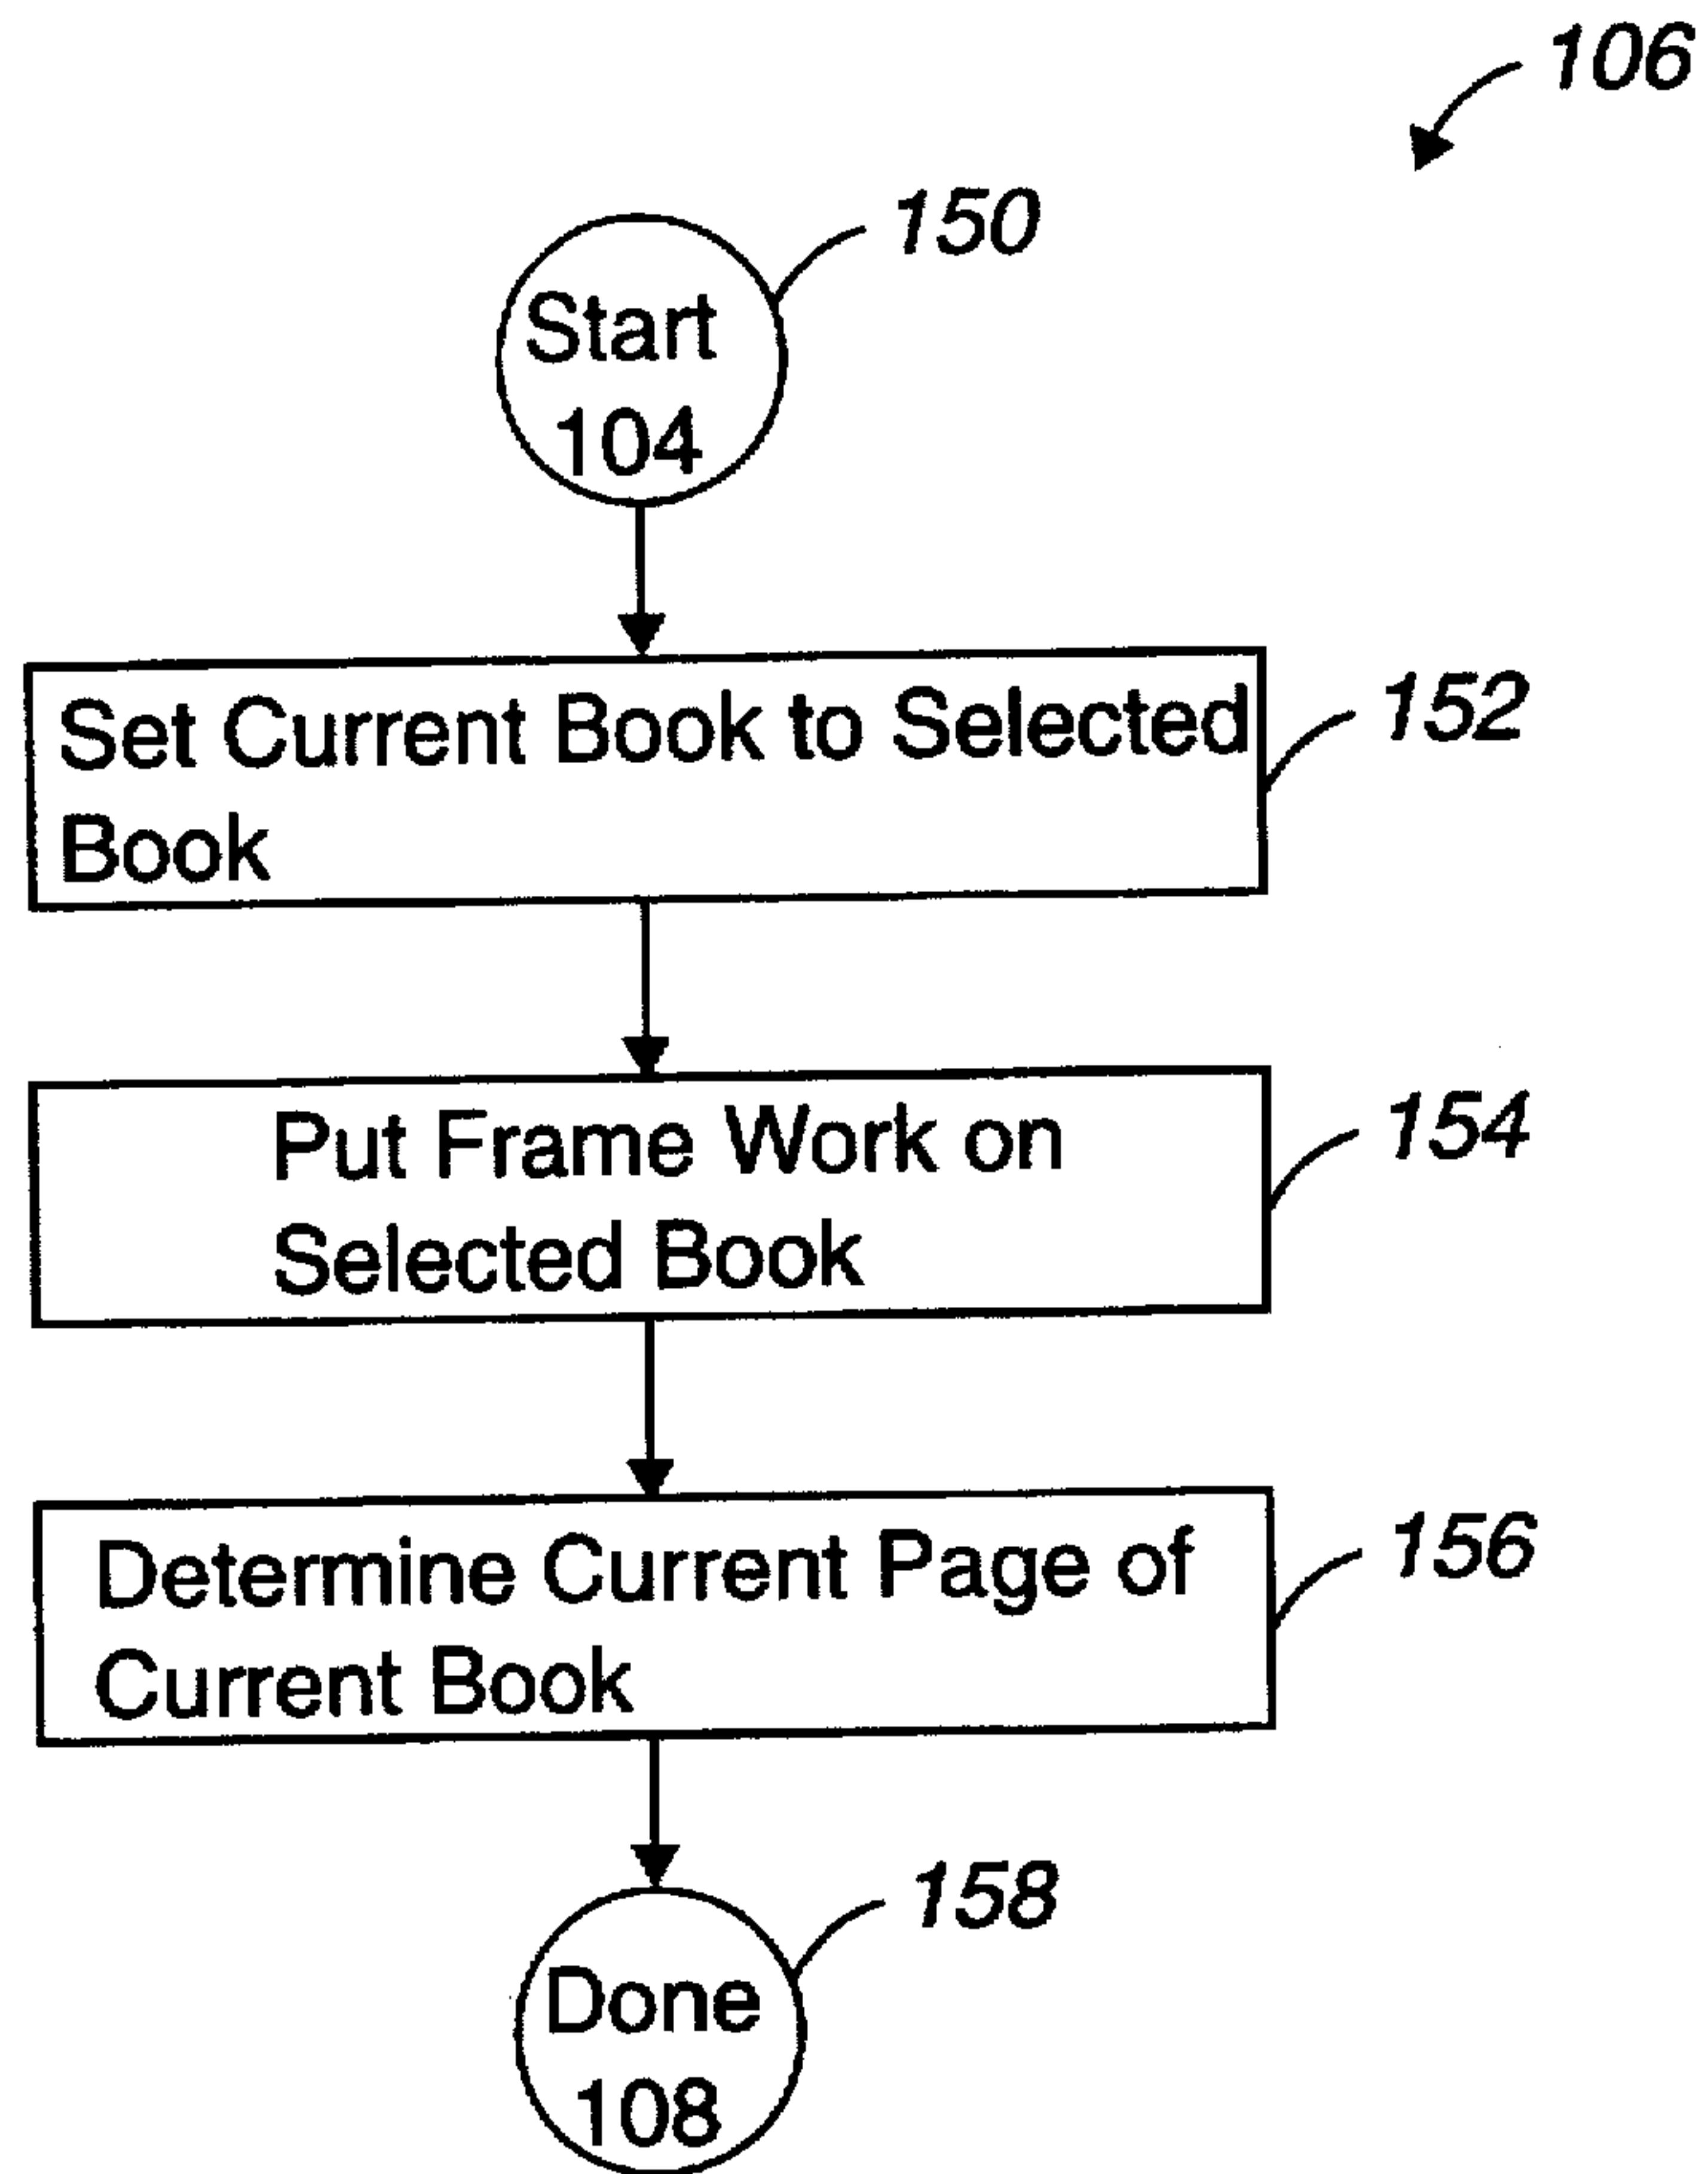 106
150
Start
104
Set Current Book to Selected
Book
152
Put Frame Work on
Selected Book
154
Determine Current Page of
Current Book
156
158
Done
108